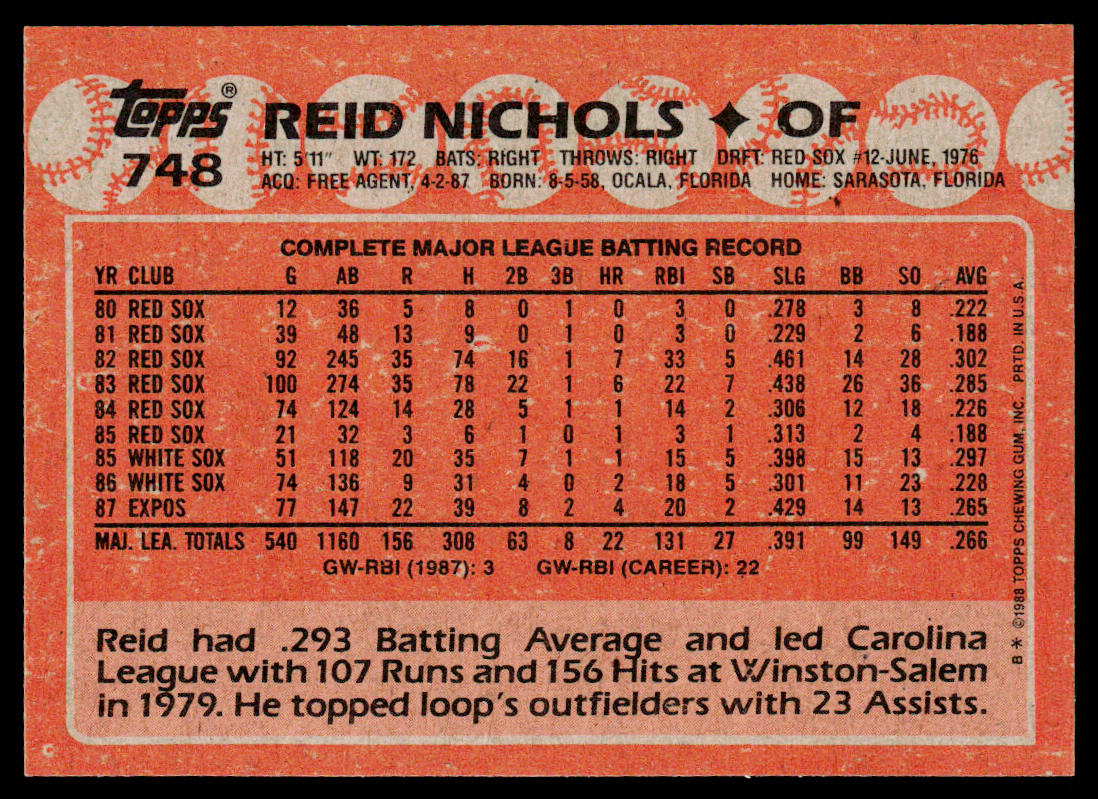 topps® REID NICHOLS ✦ OF
748 HT: 5'11" WT: 172 BATS: RIGHT THROWS: RIGHT DRFT: RED SOX #12-JUNE, 1976
ACQ: FREE AGENT, 4-2-87 BORN: 8-5-58, OCALA, FLORIDA HOME: SARASOTA, FLORIDA
COMPLETE MAJOR LEAGUE BATTING RECORD
YR CLUB G AB R H 2B 3B HR RBI SB SLG BB SO AVG
80 RED SOX 12 36 5 8 0 1 0 3 0 .278 3 8 .222
81 RED SOX 39 48 13 9 0 1 0 3 0 .229 2 6 .188
82 RED SOX 92 245 35 74 16 1 7 33 5 .461 14 28 .302
83 RED SOX 100 274 35 78 22 1 6 22 7 .438 26 36 .285
84 RED SOX 74 124 14 28 5 1 1 14 2 .306 12 18 .226
85 RED SOX 21 32 3 6 1 0 1 3 1 .313 2 4 .188
85 WHITE SOX 51 118 20 35 7 1 1 15 5 .398 15 13 .297
86 WHITE SOX 74 136 9 31 4 0 2 18 5 .301 11 23 .228
87 EXPOS 77 147 22 39 8 2 4 20 2 .429 14 13 .265
MAJ. LEA. TOTALS 540 1160 156 308 63 8 22 131 27 .391 99 149 .266
GW-RBI (1987): 3 GW-RBI (CAREER): 22
Reid had .293 Batting Average and led Carolina
League with 107 Runs and 156 Hits at Winston-Salem
in 1979. He topped loop's outfielders with 23 Assists.
B* ©1988 TOPPS CHEWING GUM, INC. PRTD. IN U.S.A.
C